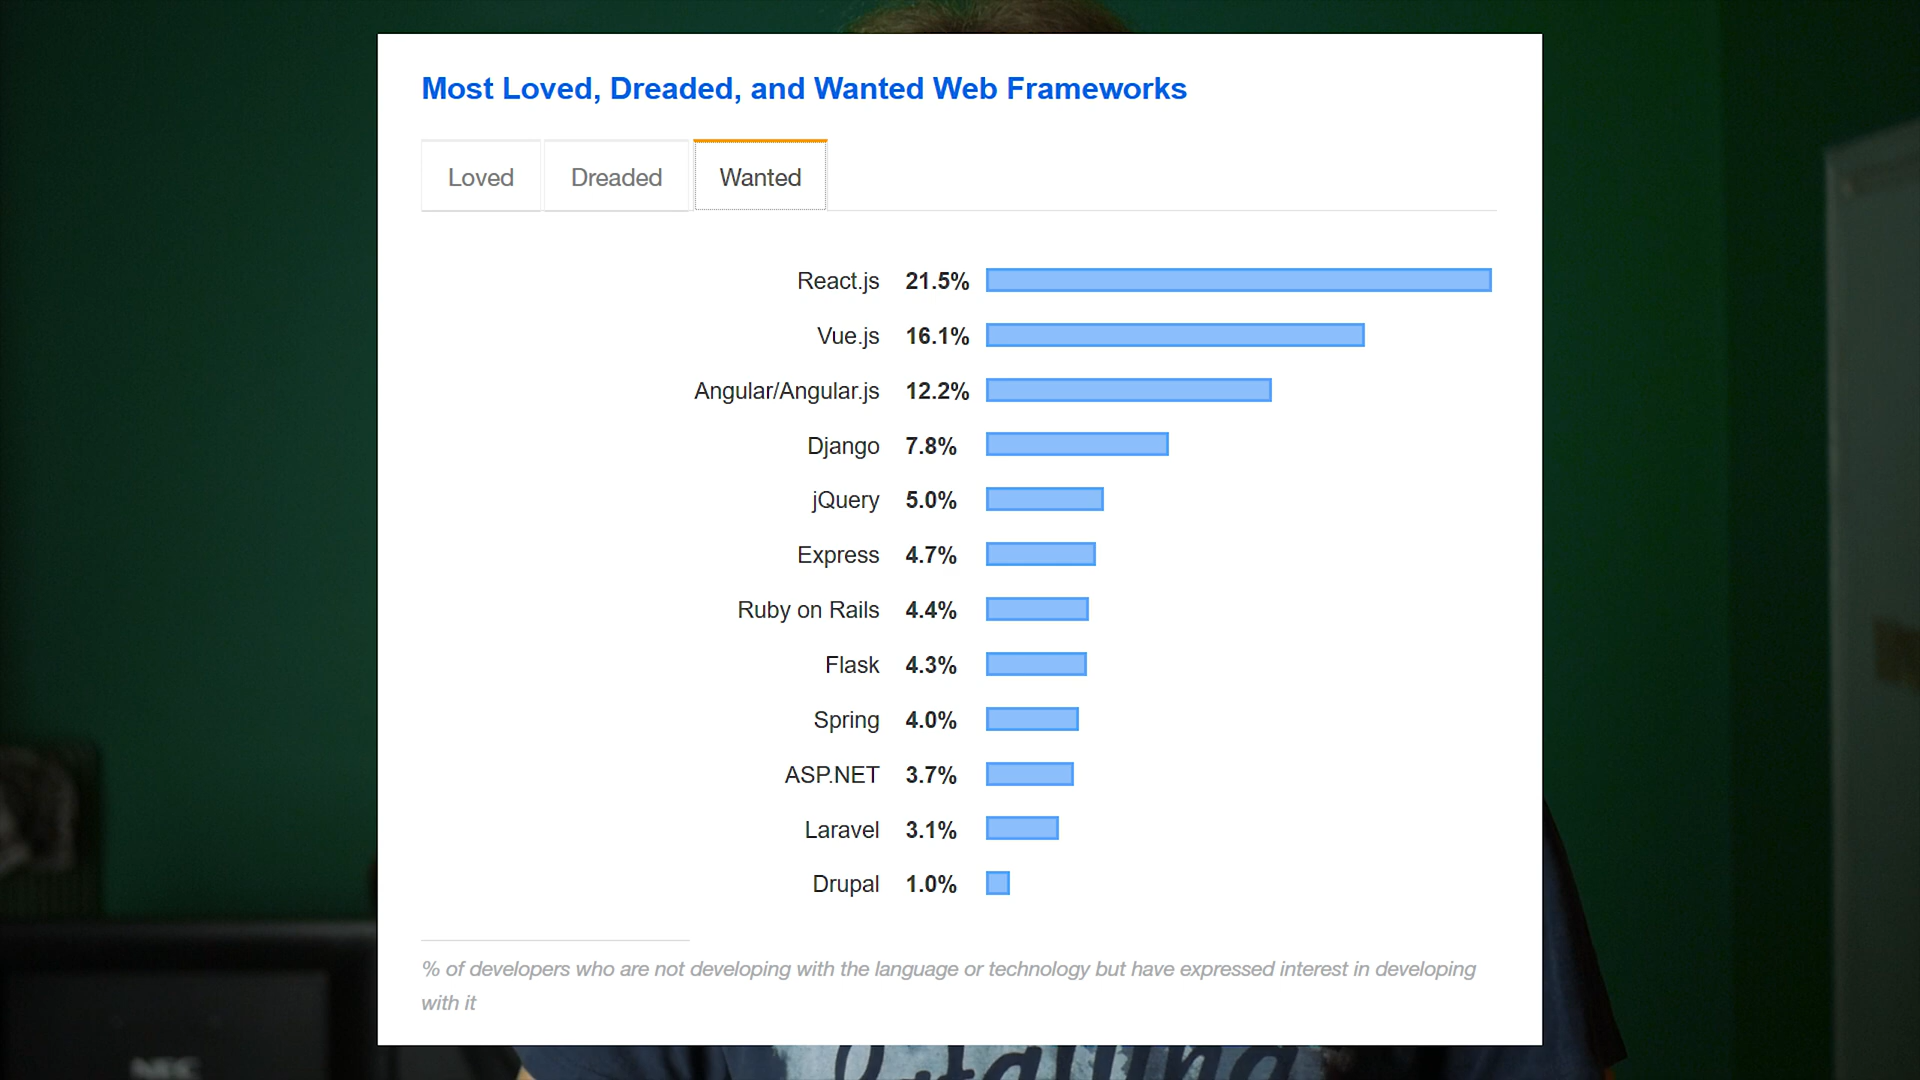 Most Loved, Dreaded, and Wanted Web Frameworks
Loved Dreaded Wanted
React.js 21.5%
Vue.js 16.1%
Angular/Angular.js 12.2%
Django 7.8%
jQuery 5.0%
Express 4.7%
Ruby on Rails 4.4%
Flask 4.3%
Spring 4.0%
ASP.NET 3.7%
Laravel 3.1%
Drupal 1.0%
% of developers who are not developing with the language or technology but have expressed interest in developing
with it
NEC